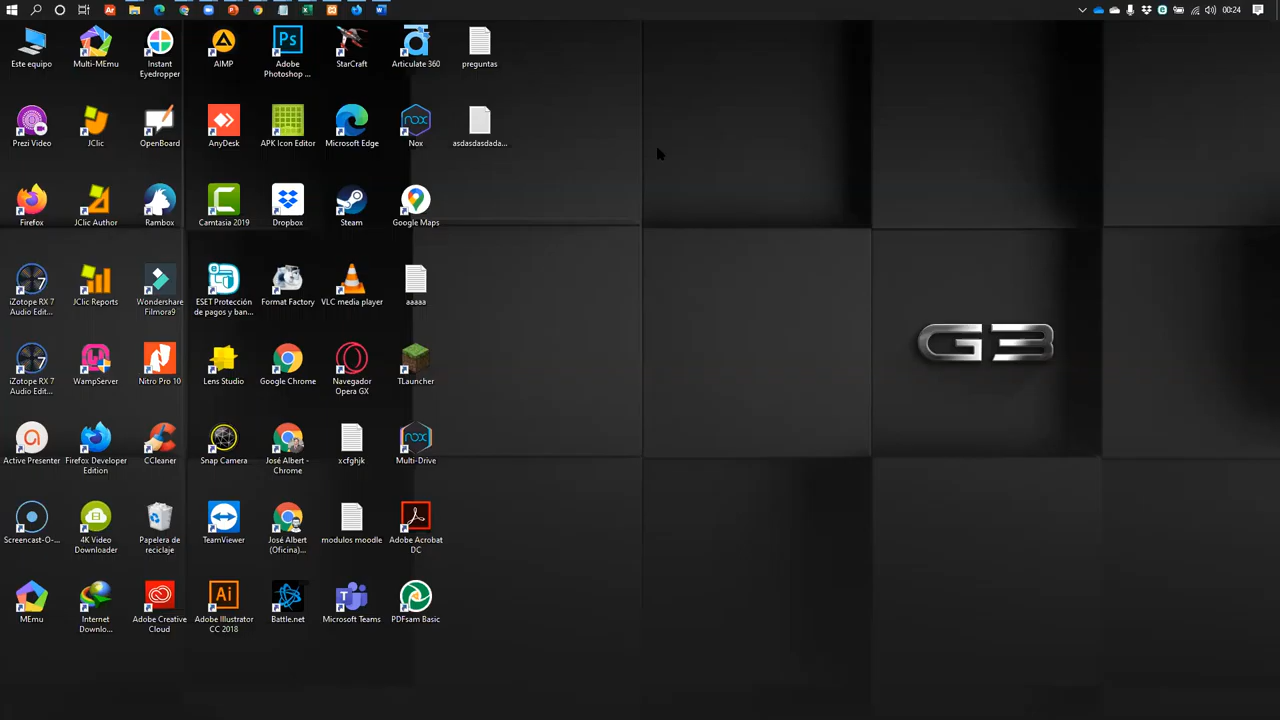 00:24
Este equipo
Multi-MEmu
Instant
Eyedropper
AIMP
Adobe
Photoshop ...
StarCraft
Articulate 360
preguntas
Prezi Video
JClic
OpenBoard
AnyDesk
APK Icon Editor
Microsoft Edge
Nox
asdasdasdada...
Firefox
JClic Author
Rambox
Camtasia 2019
Dropbox
Steam
Google Maps
iZotope RX 7
Audio Edit...
JClic Reports
Wondershare
Filmora9
ESET Protección
de pagos y ban...
Format Factory
VLC media player
aaaaa
iZotope RX 7
Audio Edit...
WampServer
Nitro Pro 10
Lens Studio
Google Chrome
Navegador
Opera GX
TLauncher
G3
Active Presenter
Firefox Developer
Edition
CCleaner
Snap Camera
José Albert -
Chrome
xcfghjk
Multi-Drive
Screencast-O-...
4K Video
Downloader
Papelera de
reciclaje
TeamViewer
José Albert
(Oficina)...
modulos moodle
Adobe Acrobat
DC
MEmu
Internet
Downlo...
Adobe Creative
Cloud
Adobe Illustrator
CC 2018
Battle.net
Microsoft Teams
PDFsam Basic